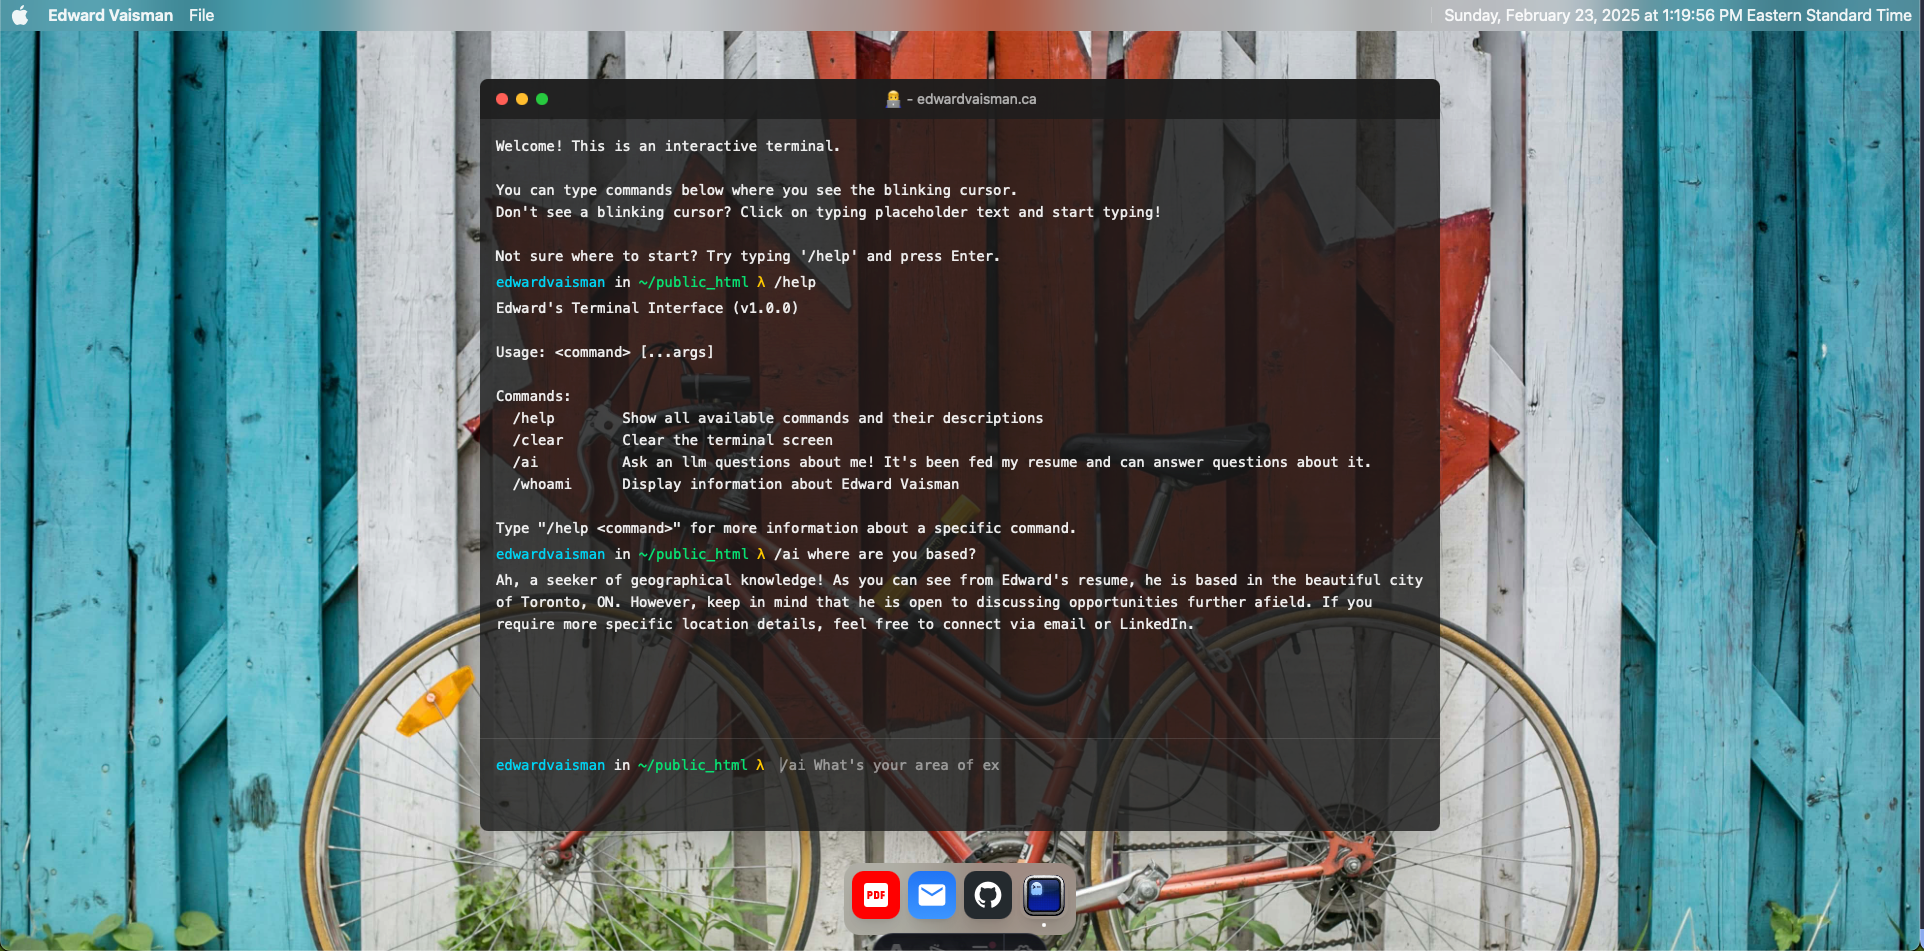 Edward Vaisman File
Sunday, February 23, 2025 at 1:19:56 PM Eastern Standard Time
- edwardvaisman.ca
Welcome! This is an interactive terminal.
You can type commands below where you see the blinking cursor.
Don't see a blinking cursor? Click on typing placeholder text and start typing!
Not sure where to start? Try typing '/help' and press Enter.
edwardvaisman in ~/public_html λ /help
Edward's Terminal Interface (v1.0.0)
Usage: <command> [...args]
Commands:
/help Show all available commands and their descriptions
/clear Clear the terminal screen
/ai Ask an llm questions about me! It's been fed my resume and can answer questions about it.
/whoami Display information about Edward Vaisman
Type "/help <command>" for more information about a specific command.
edwardvaisman in ~/public_html λ /ai where are you based?
Ah, a seeker of geographical knowledge! As you can see from Edward's resume, he is based in the beautiful city
of Toronto, ON. However, keep in mind that he is open to discussing opportunities further afield. If you
require more specific location details, feel free to connect via email or LinkedIn.
edwardvaisman in ~/public_html λ /ai What's your area of ex
PDF